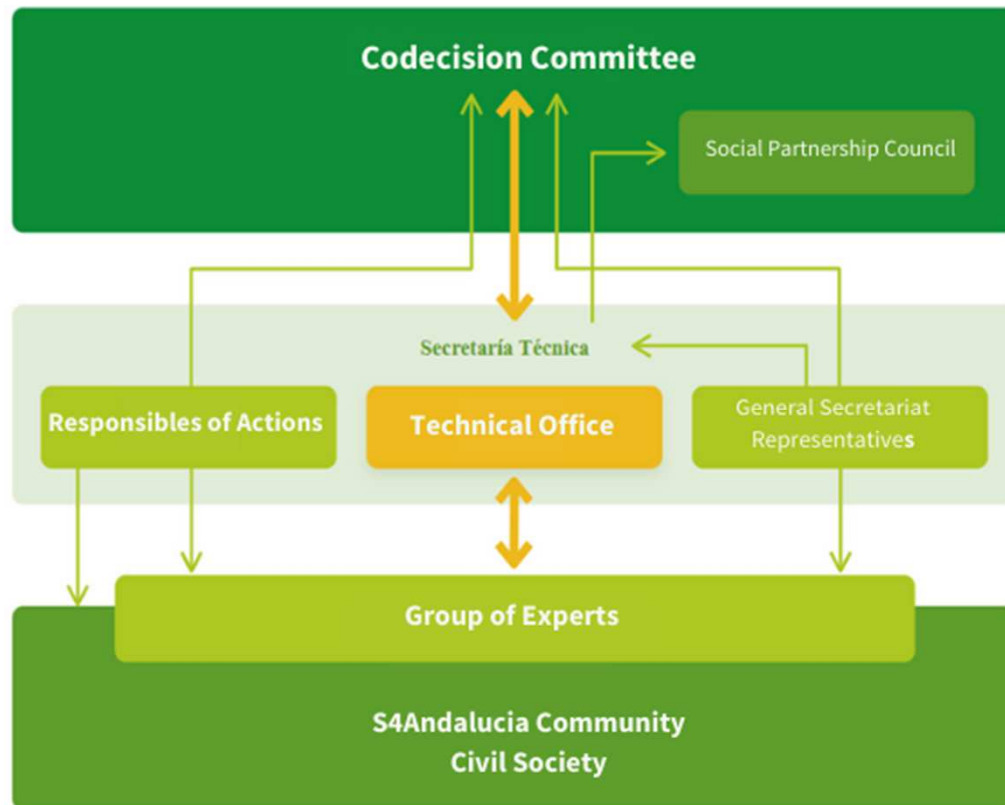 Codecision Committee
Social Partnership Council
Secretaría Técnica
Responsibles of Actions
Technical Office
General Secretariat
Representatives
Group of Experts
S4Andalucia Community
Civil Society